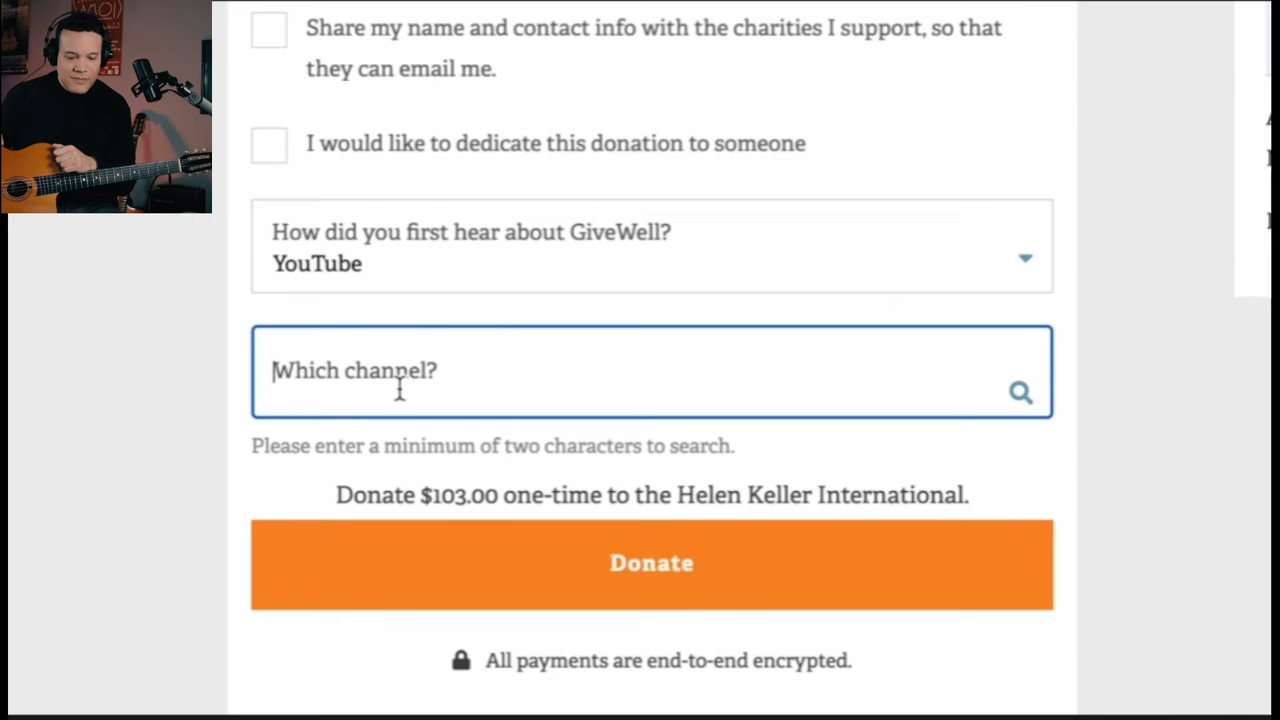 Share my name and contact info with the charities I support, so that
they can email me.
I would like to dedicate this donation to someone
How did you first hear about GiveWell?
YouTube
Which channel?
Please enter a minimum of two characters to search.
Donate $103.00 one-time to the Helen Keller International.
Donate
All payments are end-to-end encrypted.